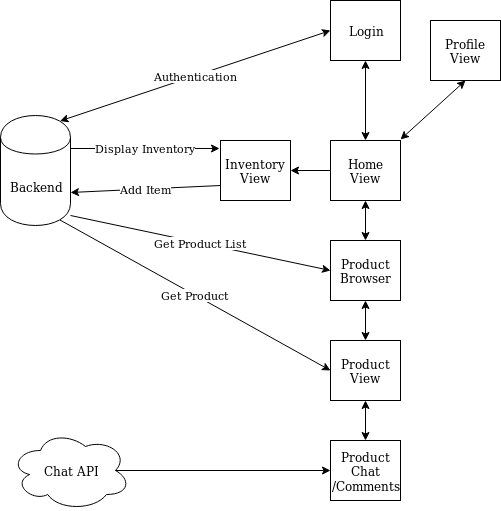 Login
Profile
View
Authentication
Backend
Display Inventory
Inventory
View
Home
View
Add Item
Get Product List
Product
Browser
Get Product
Product
View
Chat API
Product
Chat
/Comments